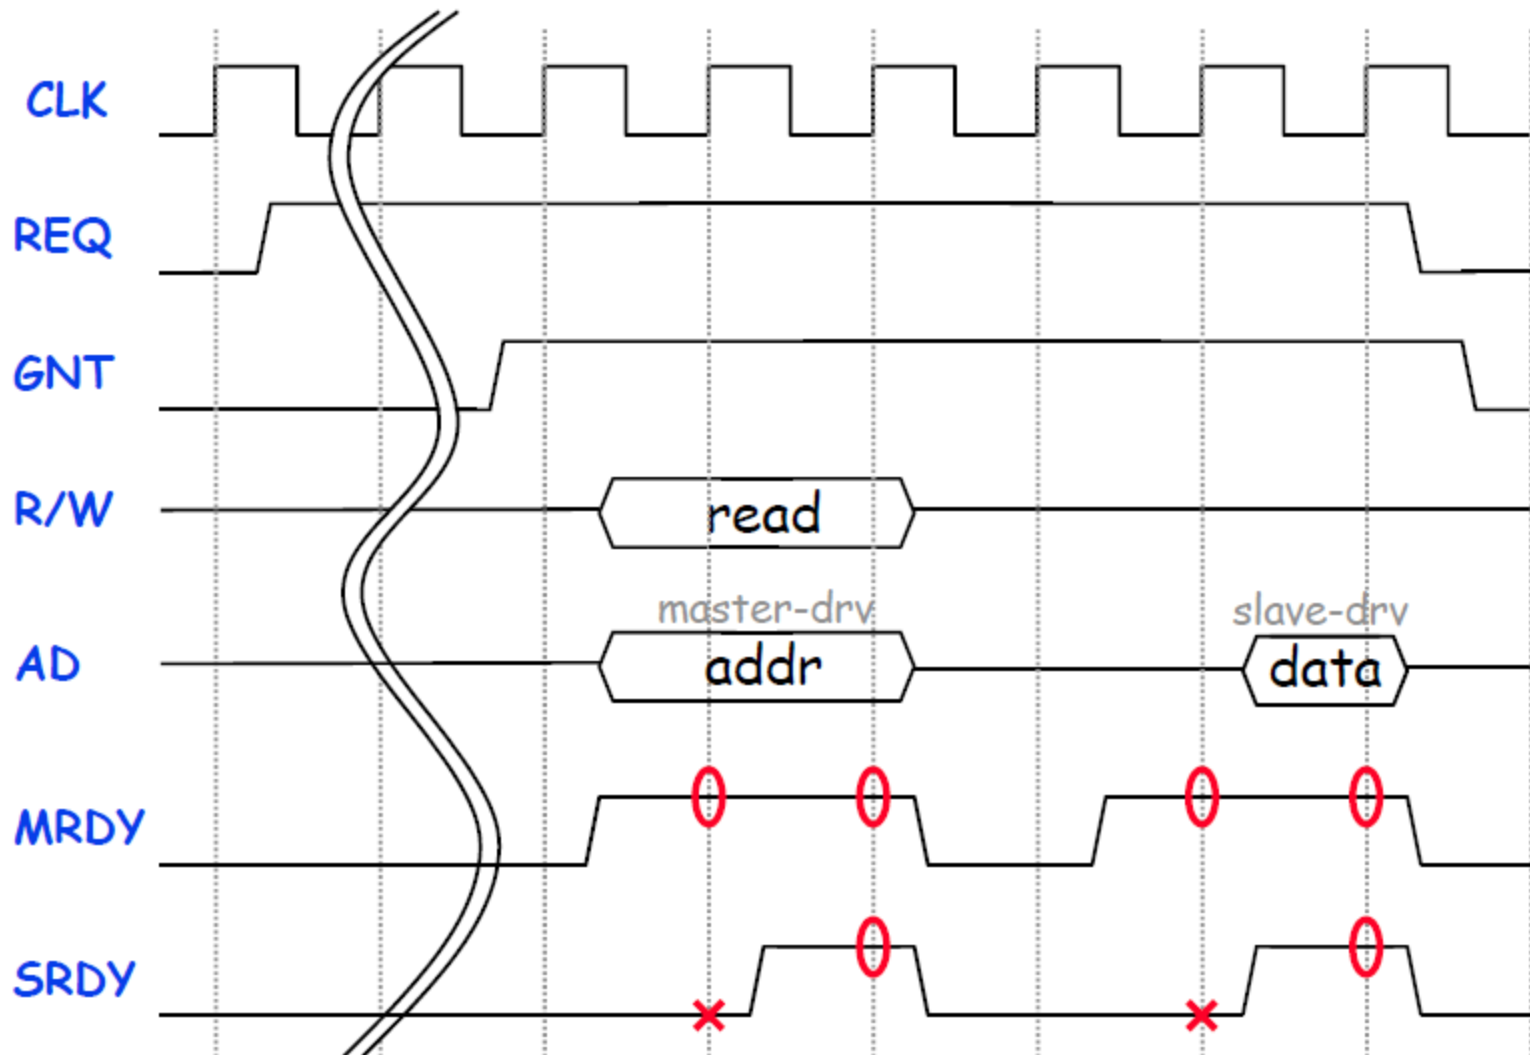 CLK
REQ
GNT
R/W
read
master-drv
slave-drv
AD
addr
data
MRDY
SRDY